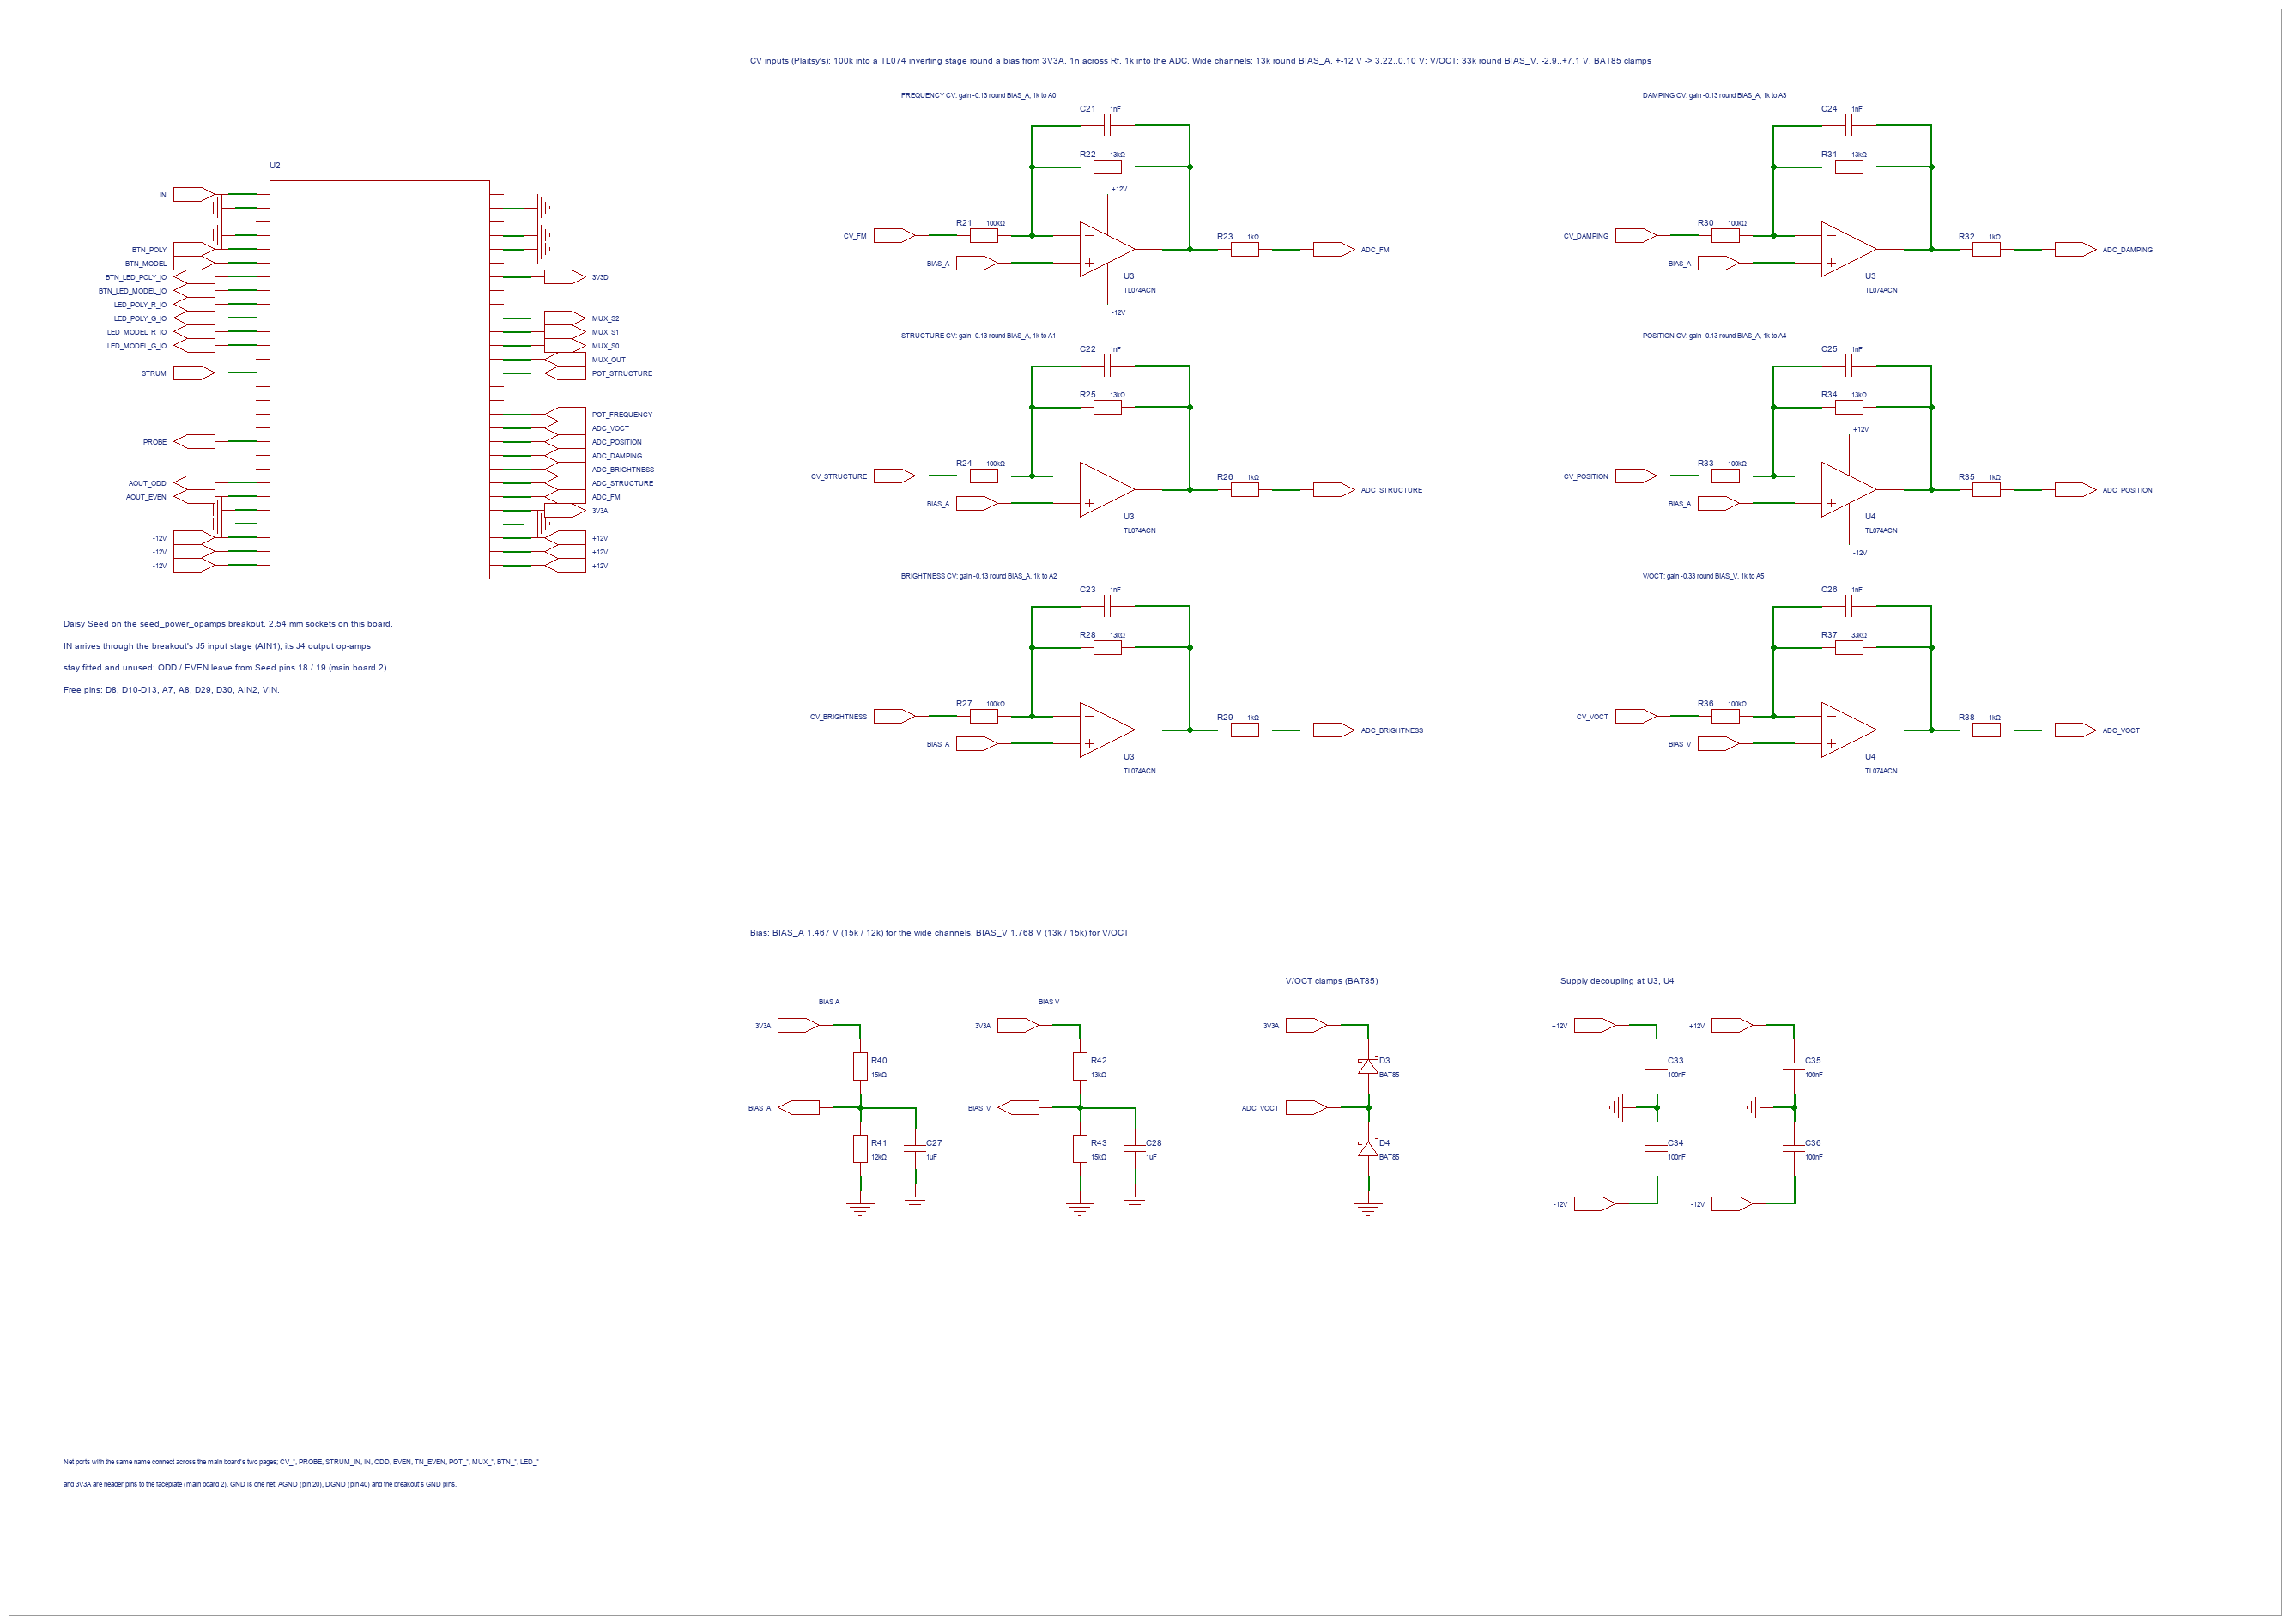 CV inputs (Plaitsy's): 100k into a TL074 inverting stage round a bias from 3V3A, 1n across Rf, 1k into the ADC. Wide channels: 13k round BIAS_A, +-12 V -> 3.22..0.10 V; V/OCT: 33k round BIAS_V, -2.9..+7.1 V, BAT85 clamps
U2
IN
BTN_POLY
BTN_MODEL
BTN_LED_POLY_IO
BTN_LED_MODEL_IO
LED_POLY_R_IO
LED_POLY_G_IO
LED_MODEL_R_IO
LED_MODEL_G_IO
STRUM
PROBE
AOUT_ODD
AOUT_EVEN
-12V
-12V
-12V
3V3D
MUX_S2
MUX_S1
MUX_S0
MUX_OUT
POT_STRUCTURE
POT_FREQUENCY
ADC_VOCT
ADC_POSITION
ADC_DAMPING
ADC_BRIGHTNESS
ADC_STRUCTURE
ADC_FM
3V3A
+12V
+12V
+12V
Daisy Seed on the seed_power_opamps breakout, 2.54 mm sockets on this board.
IN arrives through the breakout's J5 input stage (AIN1); its J4 output op-amps
stay fitted and unused: ODD / EVEN leave from Seed pins 18 / 19 (main board 2).
Free pins: D8, D10-D13, A7, A8, D29, D30, AIN2, VIN.
FREQUENCY CV: gain -0.13 round BIAS_A, 1k to A0
C21 1nF
R22 13kΩ
+12V
CV_FM
R21 100kΩ
BIAS_A
R23 1kΩ
ADC_FM
U3
TL074ACN
-12V
DAMPING CV: gain -0.13 round BIAS_A, 1k to A3
C24 1nF
R31 13kΩ
CV_DAMPING
R30 100kΩ
BIAS_A
R32 1kΩ
ADC_DAMPING
U3
TL074ACN
STRUCTURE CV: gain -0.13 round BIAS_A, 1k to A1
C22 1nF
R25 13kΩ
CV_STRUCTURE
R24 100kΩ
BIAS_A
R26 1kΩ
ADC_STRUCTURE
U3
TL074ACN
POSITION CV: gain -0.13 round BIAS_A, 1k to A4
C25 1nF
R34 13kΩ
+12V
CV_POSITION
R33 100kΩ
BIAS_A
R35 1kΩ
ADC_POSITION
U4
TL074ACN
-12V
BRIGHTNESS CV: gain -0.13 round BIAS_A, 1k to A2
C23 1nF
R28 13kΩ
CV_BRIGHTNESS
R27 100kΩ
BIAS_A
R29 1kΩ
ADC_BRIGHTNESS
U3
TL074ACN
V/OCT: gain -0.33 round BIAS_V, 1k to A5
C26 1nF
R37 33kΩ
CV_VOCT
R36 100kΩ
BIAS_V
R38 1kΩ
ADC_VOCT
U4
TL074ACN
Bias: BIAS_A 1.467 V (15k / 12k) for the wide channels, BIAS_V 1.768 V (13k / 15k) for V/OCT
BIAS A
3V3A
R40
15kΩ
BIAS_A
R41
12kΩ
C27
1uF
BIAS V
3V3A
R42
13kΩ
BIAS_V
R43
15kΩ
C28
1uF
V/OCT clamps (BAT85)
3V3A
D3
BAT85
ADC_VOCT
D4
BAT85
Supply decoupling at U3, U4
+12V
C33
100nF
C34
100nF
-12V
+12V
C35
100nF
C36
100nF
-12V
Net ports with the same name connect across the main board's two pages; CV_*, PROBE, STRUM_IN, IN, ODD, EVEN, TN_EVEN, POT_*, MUX_*, BTN_*, LED_*
and 3V3A are header pins to the faceplate (main board 2). GND is one net: AGND (pin 20), DGND (pin 40) and the breakout's GND pins.